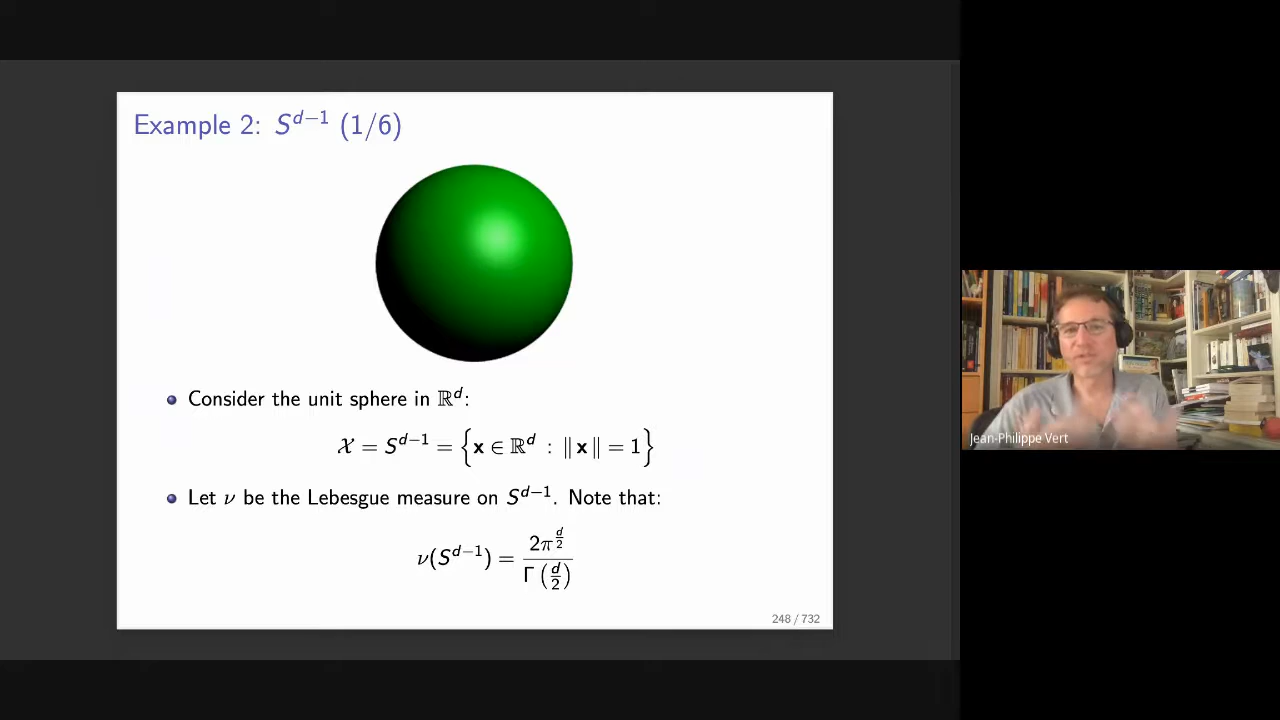 Example 2: S^{d−1} (1/6)
Consider the unit sphere in ℝ^d:
𝒳 = S^{d−1} = {x ∈ ℝ^d : ‖x‖ = 1}
Let ν be the Lebesgue measure on S^{d−1}. Note that:
ν(S^{d−1}) = 2π^{d/2} / Γ(d/2)
248 / 732
Jean-Philippe Vert